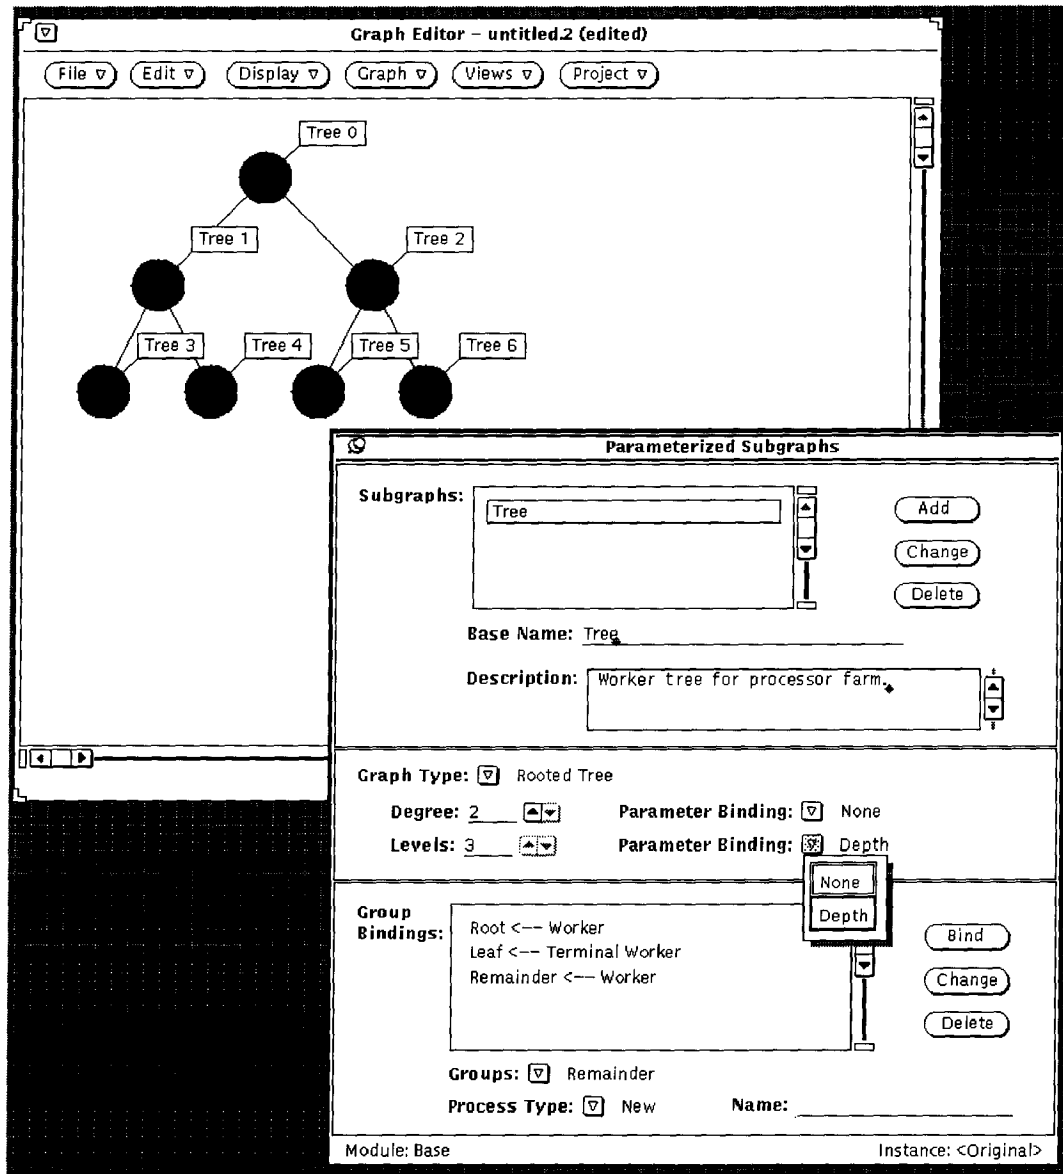 Graph Editor – untitled.2 (edited)
File Edit Display Graph Views Project
Tree 0
Tree 1 Tree 2
Tree 3 Tree 4 Tree 5 Tree 6
Parameterized Subgraphs
Subgraphs: Tree
Add
Change
Delete
Base Name: Tree
Description: Worker tree for processor farm.
Graph Type: Rooted Tree
Degree: 2 Parameter Binding: None
Levels: 3 Parameter Binding: Depth
None
Depth
Group
Bindings:
Root <-- Worker
Leaf <-- Terminal Worker
Remainder <-- Worker
Bind
Change
Delete
Groups: Remainder
Process Type: New Name:
Module: Base Instance: <Original>